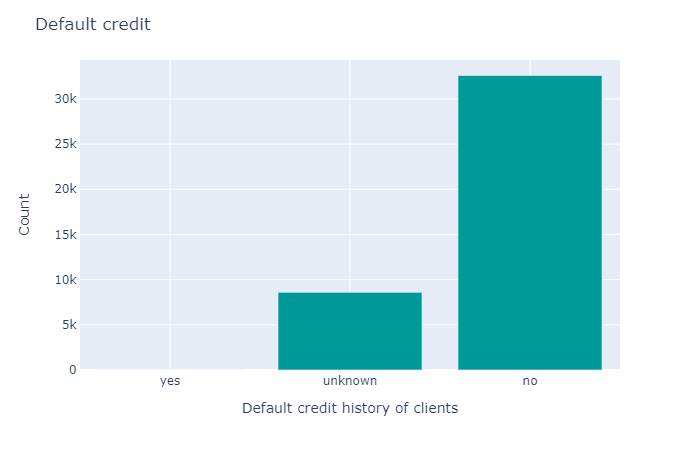 Default credit
30k
25k
20k
15k
10k
5k
0
Count
yes unknown no
Default credit history of clients